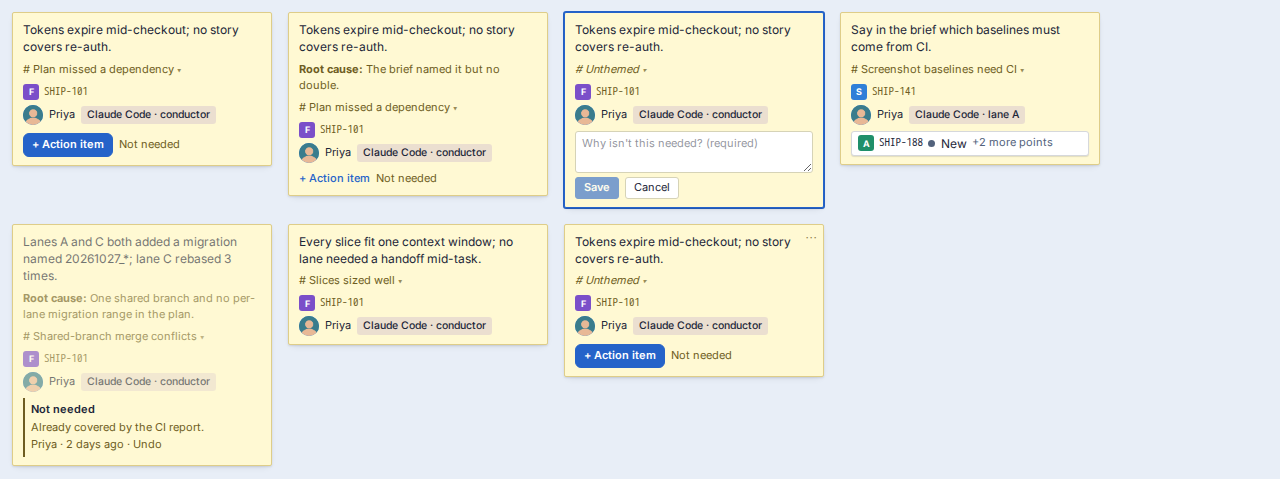 Tokens expire mid-checkout; no story
covers re-auth.
# Plan missed a dependency
F SHIP-101
Priya Claude Code · conductor
+ Action item Not needed
Tokens expire mid-checkout; no story
covers re-auth.
Root cause: The brief named it but no
double.
# Plan missed a dependency
F SHIP-101
Priya Claude Code · conductor
+ Action item Not needed
Tokens expire mid-checkout; no story
covers re-auth.
# Unthemed
F SHIP-101
Priya Claude Code · conductor
Why isn't this needed? (required)
Save Cancel
Say in the brief which baselines must
come from CI.
# Screenshot baselines need CI
S SHIP-141
Priya Claude Code · lane A
A SHIP-188 New +2 more points
Lanes A and C both added a migration
named 20261027_*; lane C rebased 3
times.
Root cause: One shared branch and no per-
lane migration range in the plan.
# Shared-branch merge conflicts
F SHIP-101
Priya Claude Code · conductor
Not needed
Already covered by the CI report.
Priya · 2 days ago · Undo
Every slice fit one context window; no
lane needed a handoff mid-task.
# Slices sized well
F SHIP-101
Priya Claude Code · conductor
Tokens expire mid-checkout; no story
covers re-auth.
# Unthemed
F SHIP-101
Priya Claude Code · conductor
+ Action item Not needed